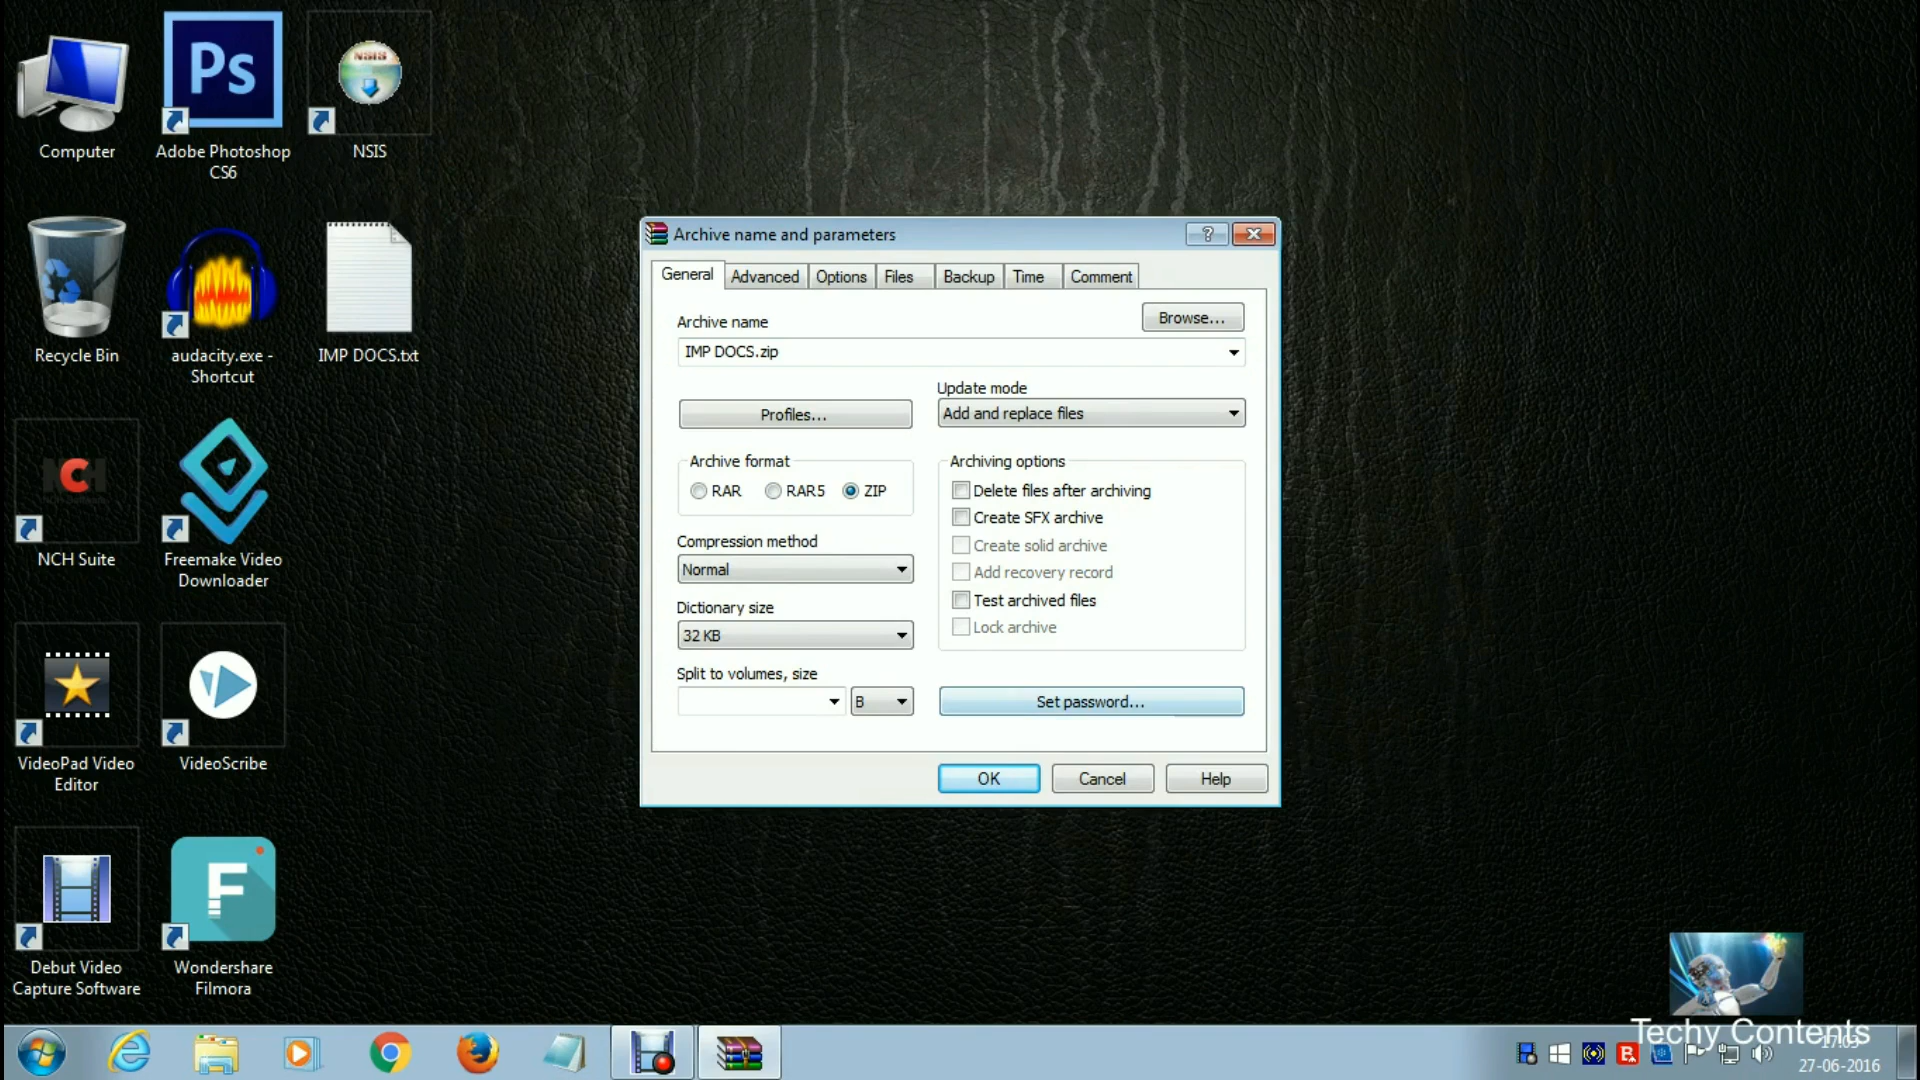 Ps
NSIS
Computer
Adobe Photoshop
CS6
NSIS
Recycle Bin
audacity.exe -
Shortcut
IMP DOCS.txt
NCH
NCH Suite
Freemake Video
Downloader
VideoPad Video
Editor
VideoScribe
F
Debut Video
Capture Software
Wondershare
Filmora
Archive name and parameters
?
General
Advanced
Options
Files
Backup
Time
Comment
Archive name
Browse...
IMP DOCS.zip
Update mode
Profiles...
Add and replace files
Archive format
RAR
RAR5
ZIP
Archiving options
Delete files after archiving
Create SFX archive
Create solid archive
Add recovery record
Test archived files
Lock archive
Compression method
Normal
Dictionary size
32 KB
Split to volumes, size
B
Set password...
OK
Cancel
Help
Techy Contents
17:03
27-06-2016